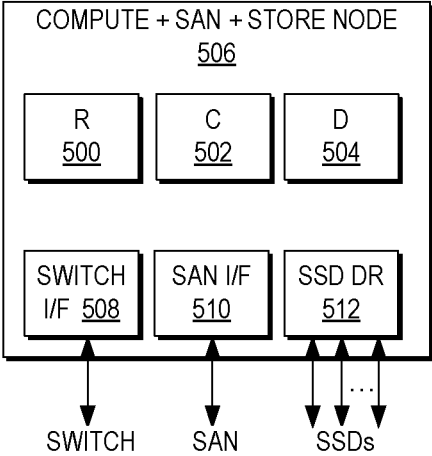 COMPUTE + SAN + STORE NODE
506
R
500
C
502
D
504
SWITCH
I/F 508
SAN I/F
510
SSD DR
512
...
SWITCH
SAN
SSDs